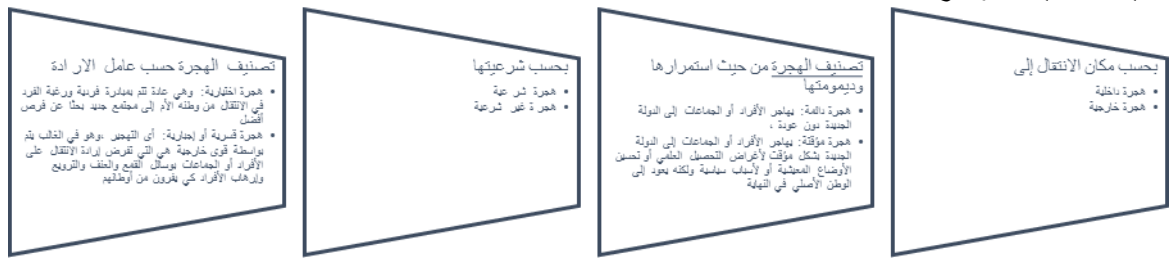 بحسب مكان الانتقال إلى
• هجرة داخلية
• هجرة خارجية
تصنيف الهجرة من حيث استمرارها
وديمومتها
• هجرة دائمة: يهاجر الأفراد أو الجماعات إلى الدولة
الجديدة دون عودة ،
• هجرة مؤقتة: يهاجر الأفراد أو الجماعات إلى الدولة
الجديدة بشكل مؤقت لأغراض التحصيل العلمي أو تحسين
الأوضاع المعيشية أو لأسباب سياسية ولكنه يعود إلى
الوطن الأصلي في النهاية
بحسب شرعيتها
• هجرة شرعية
• هجرة غير شرعية
تصنيف الهجرة حسب عامل الارادة
• هجرة اختيارية: وهي عادة تتم بمبادرة فردية ورغبة الفرد
في الانتقال من وطنه الأم إلى مجتمع جديد بحثا عن فرص
أفضل
• هجرة قسرية أو إجبارية: أى التهجير ،وهو في الغالب يتم
بواسطة قوى خارجية هي التي تفرض إرادة الانتقال على
الأفراد أو الجماعات بوسائل القمع والعنف والترويع
وإرهاب الأفراد كي يفرون من أوطانهم